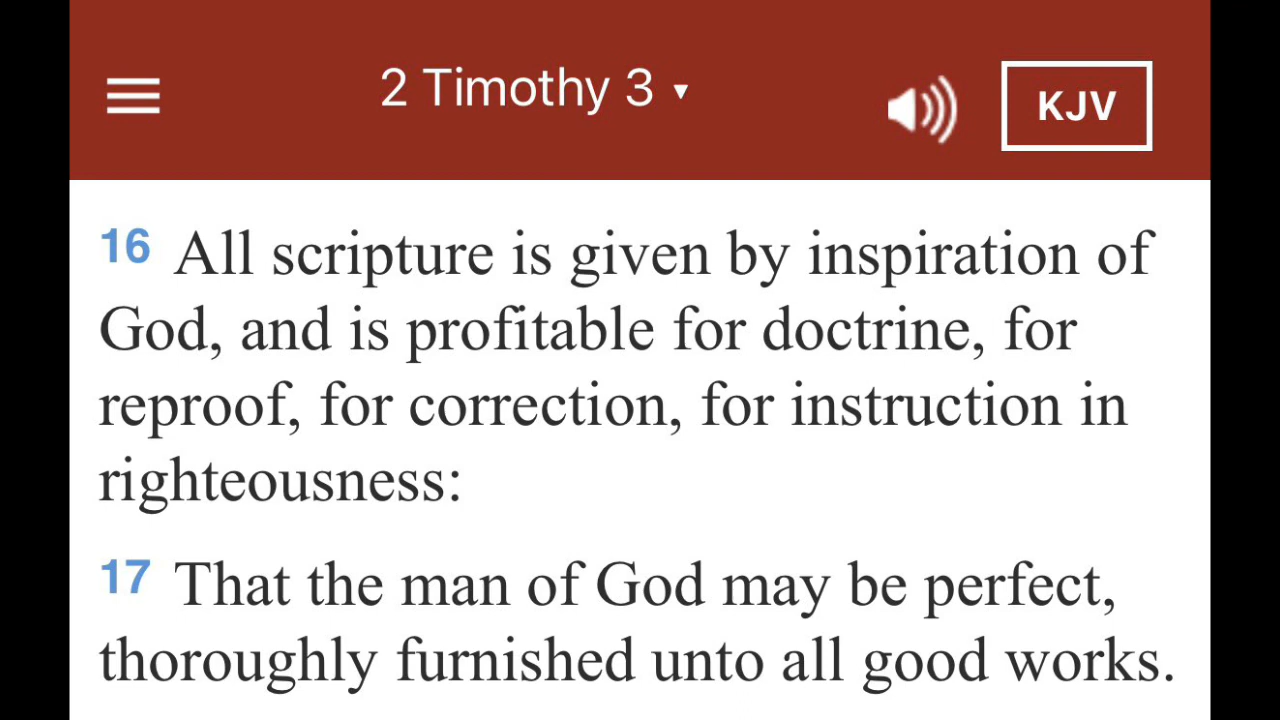 2 Timothy 3
KJV
16 All scripture is given by inspiration of
God, and is profitable for doctrine, for
reproof, for correction, for instruction in
righteousness:
17 That the man of God may be perfect,
thoroughly furnished unto all good works.